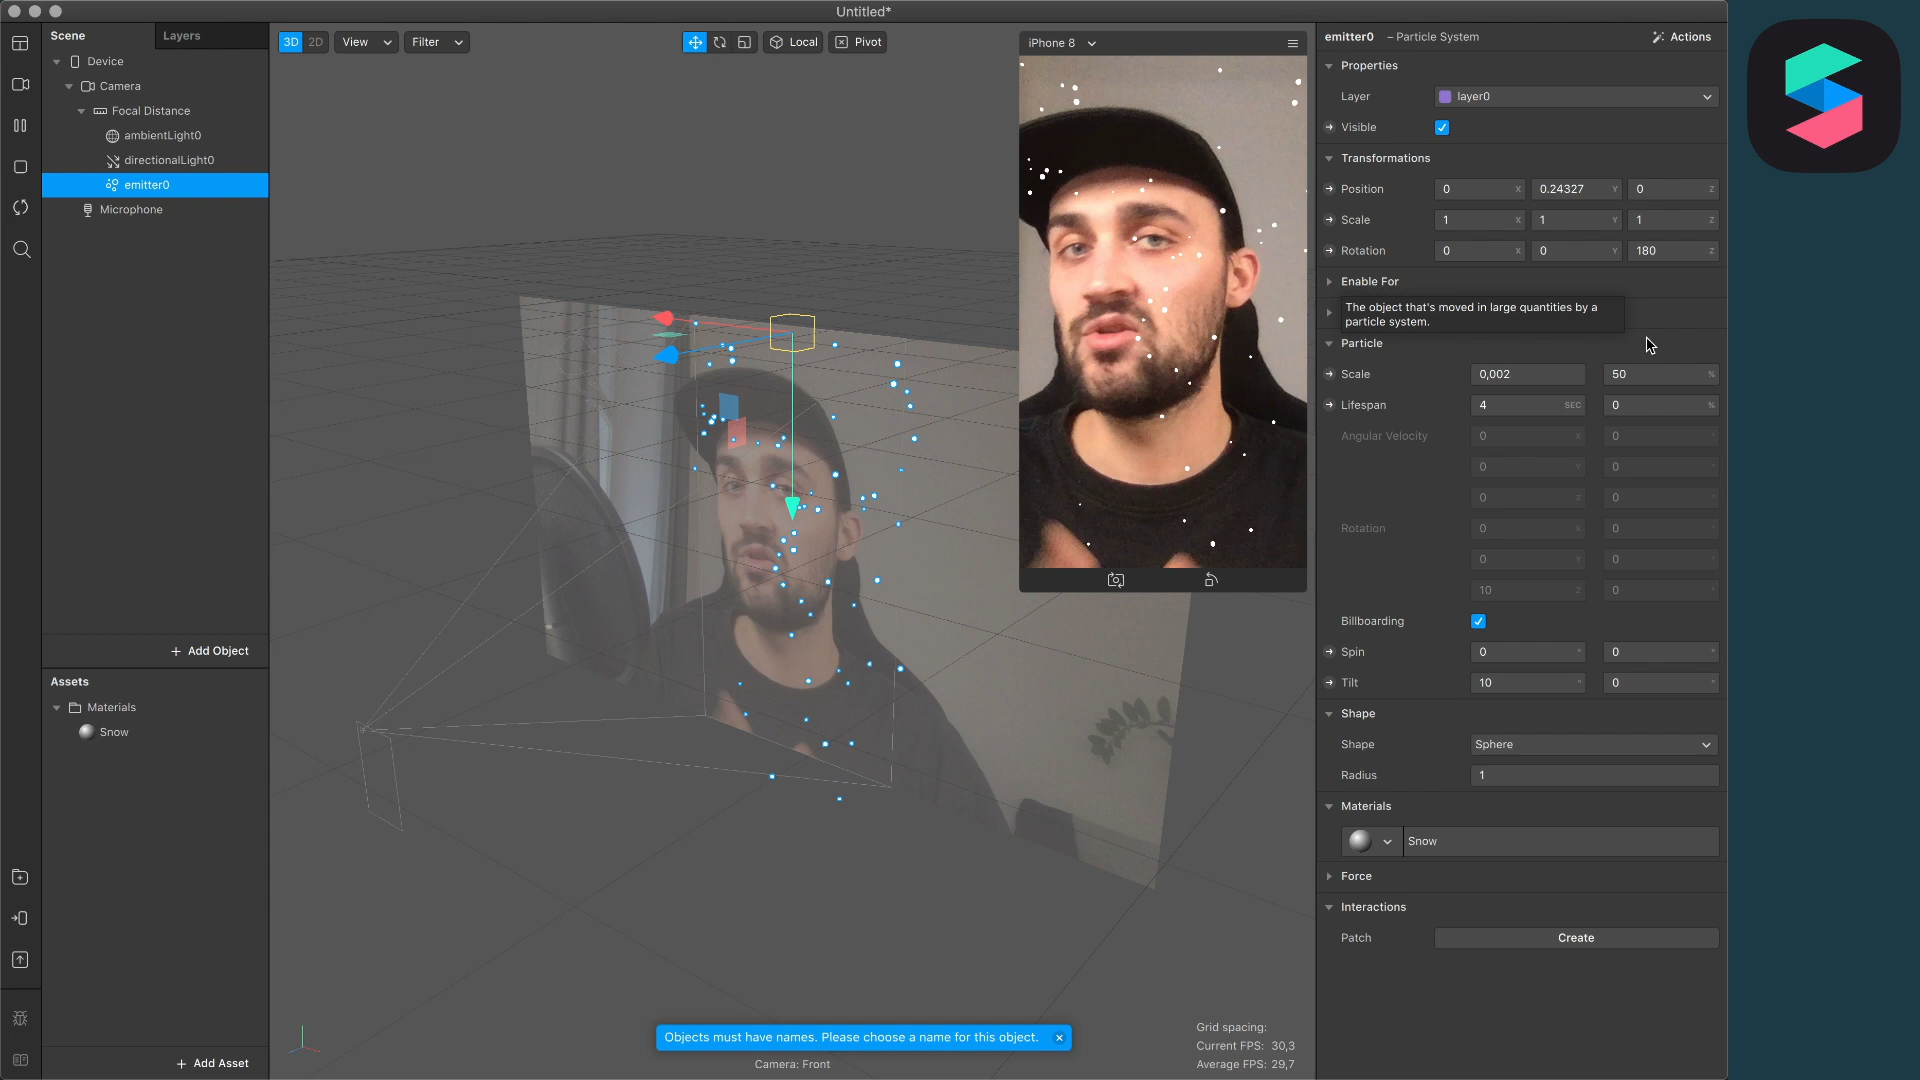 Untitled*
Scene
Layers
Device
Camera
Focal Distance
ambientLight0
directionalLight0
emitter0
Microphone
+ Add Object
Assets
Materials
Snow
+ Add Asset
3D 2D View Filter
Local Pivot
iPhone 8
Objects must have names. Please choose a name for this object.
Camera: Front
Grid spacing:
Current FPS: 30,3
Average FPS: 29,7
emitter0 – Particle System Actions
Properties
Layer layer0
Visible
Transformations
Position 0 X 0.24327 Y 0 Z
Scale 1 X 1 Y 1 Z
Rotation 0 X 0 Y 180 Z
Enable For
The object that's moved in large quantities by a
particle system.
Particle
Scale 0,002 50 %
Lifespan 4 SEC 0 %
Angular Velocity 0 X 0 °
0 Y 0 °
0 Z 0 °
Rotation 0 X 0 °
0 Y 0 °
10 Z 0 °
Billboarding
Spin 0 ° 0 °
Tilt 10 ° 0 °
Shape
Shape Sphere
Radius 1
Materials
Snow
Force
Interactions
Patch Create